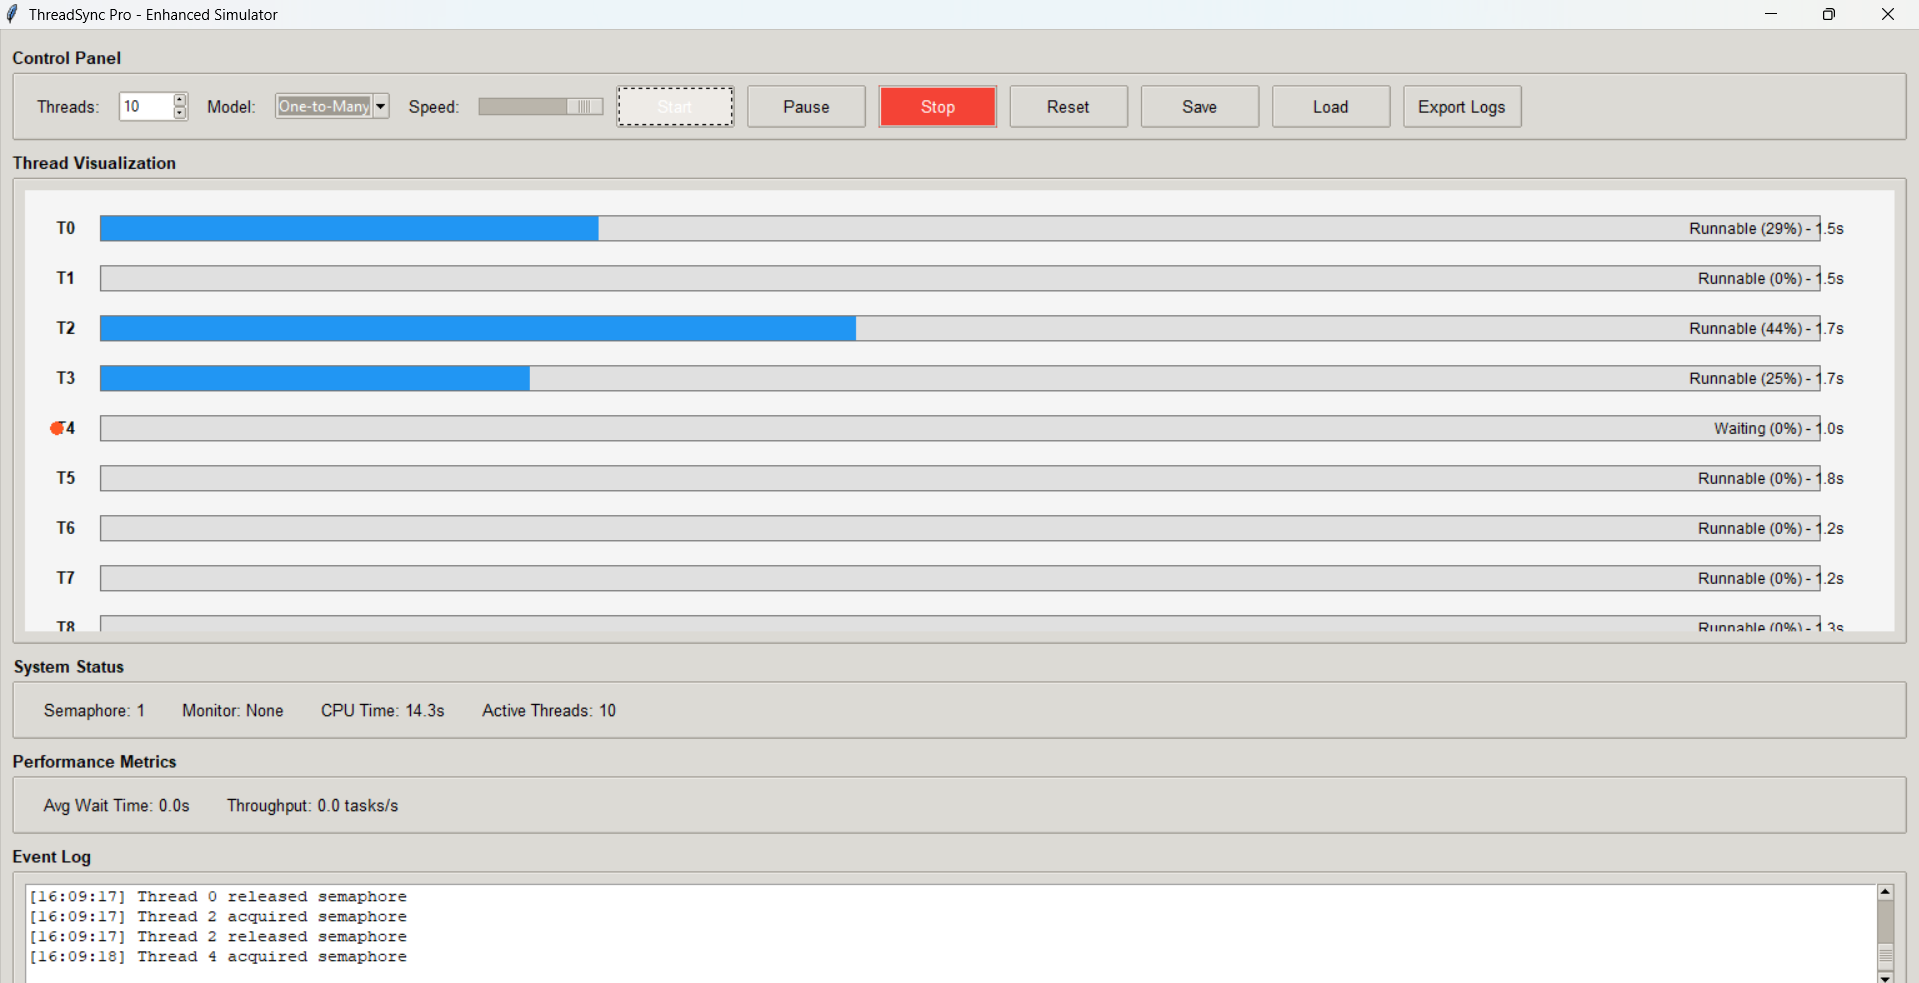 ThreadSync Pro - Enhanced Simulator
Control Panel
Threads: 10 Model: One-to-Many Speed: Start Pause Stop Reset Save Load Export Logs
Thread Visualization
T0 Runnable (29%) - 1.5s
T1 Runnable (0%) - 1.5s
T2 Runnable (44%) - 1.7s
T3 Runnable (25%) - 1.7s
T4 Waiting (0%) - 1.0s
T5 Runnable (0%) - 1.8s
T6 Runnable (0%) - 1.2s
T7 Runnable (0%) - 1.2s
T8 Runnable (0%) - 1.3s
System Status
Semaphore: 1 Monitor: None CPU Time: 14.3s Active Threads: 10
Performance Metrics
Avg Wait Time: 0.0s Throughput: 0.0 tasks/s
Event Log
[16:09:17] Thread 0 released semaphore
[16:09:17] Thread 2 acquired semaphore
[16:09:17] Thread 2 released semaphore
[16:09:18] Thread 4 acquired semaphore